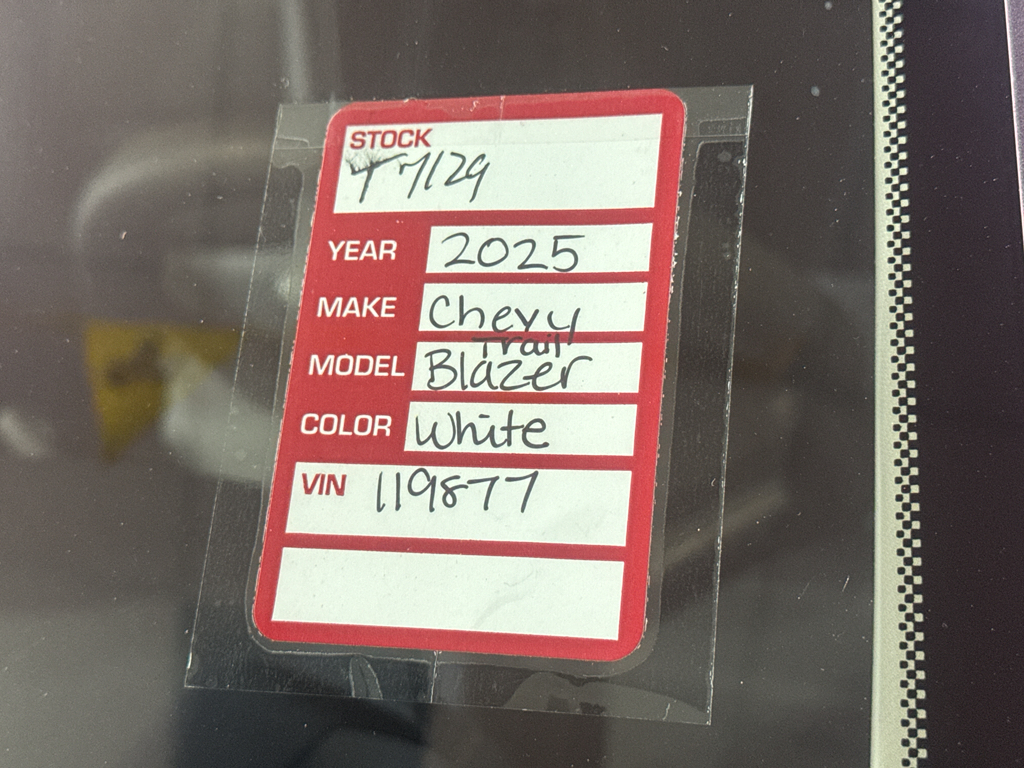 STOCK
T7129
YEAR 2025
MAKE Chevy
MODEL Trail Blazer
COLOR White
VIN 119877